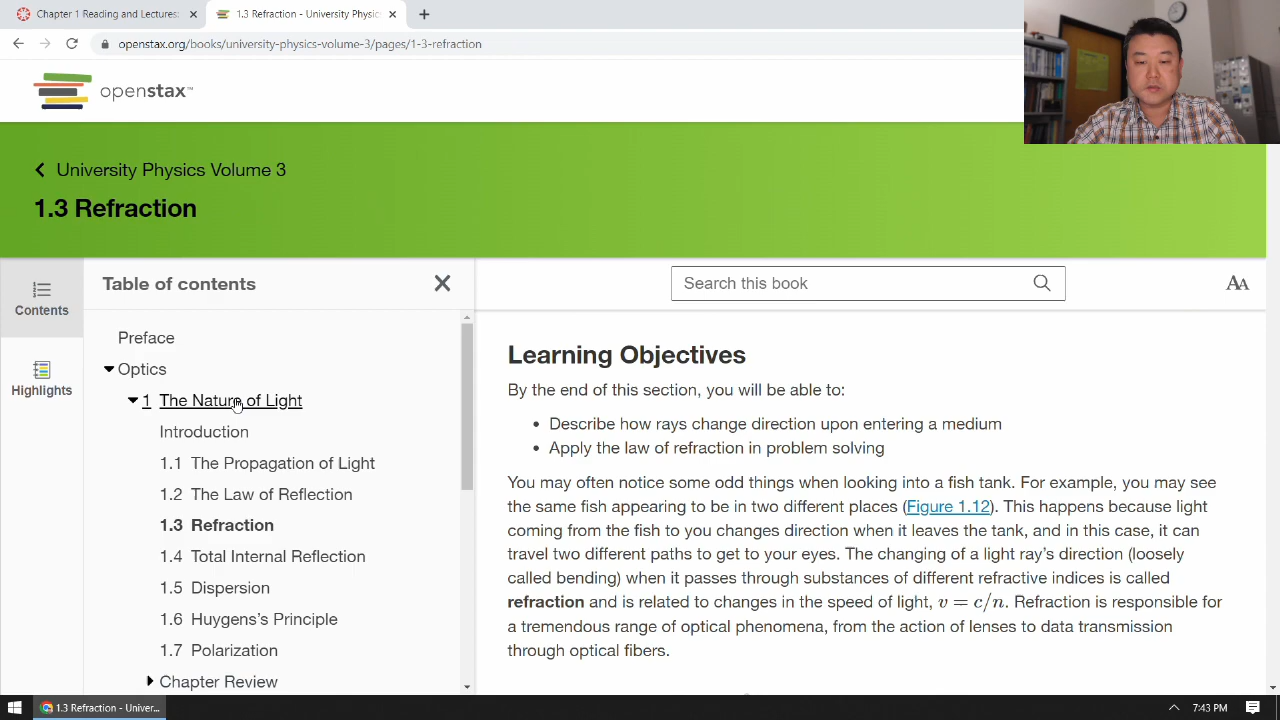 Chapter 1 Reading and Lectures
1.3 Refraction - University Physic
openstax.org/books/university-physics-volume-3/pages/1-3-refraction
openstax™
University Physics Volume 3
1.3 Refraction
Contents
Highlights
Table of contents
Preface
Optics
1 The Nature of Light
Introduction
1.1 The Propagation of Light
1.2 The Law of Reflection
1.3 Refraction
1.4 Total Internal Reflection
1.5 Dispersion
1.6 Huygens's Principle
1.7 Polarization
Chapter Review
Search this book
AA
Learning Objectives
By the end of this section, you will be able to:
• Describe how rays change direction upon entering a medium
• Apply the law of refraction in problem solving
You may often notice some odd things when looking into a fish tank. For example, you may see
the same fish appearing to be in two different places (Figure 1.12). This happens because light
coming from the fish to you changes direction when it leaves the tank, and in this case, it can
travel two different paths to get to your eyes. The changing of a light ray's direction (loosely
called bending) when it passes through substances of different refractive indices is called
refraction and is related to changes in the speed of light, v = c/n. Refraction is responsible for
a tremendous range of optical phenomena, from the action of lenses to data transmission
through optical fibers.
1.3 Refraction - Univer...
7:43 PM